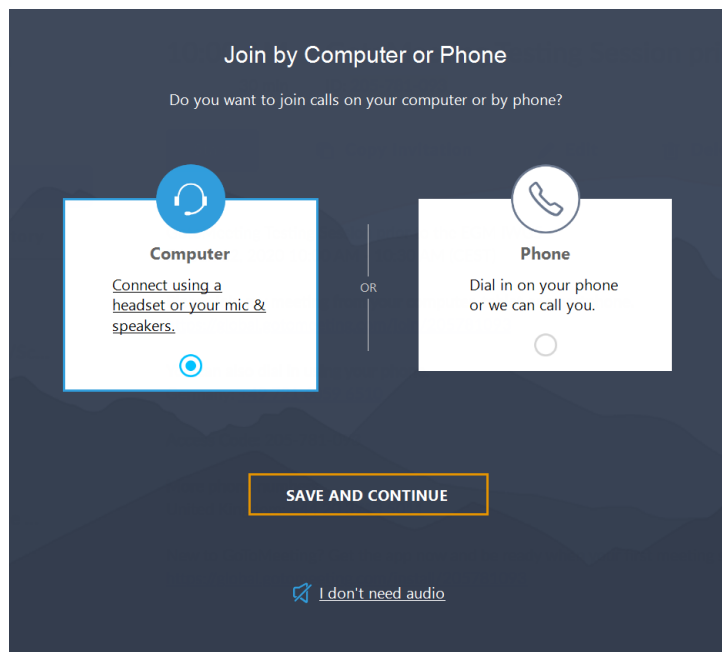 Join by Computer or Phone
Do you want to join calls on your computer or by phone?
Computer
Connect using a
headset or your mic &
speakers.
OR
Phone
Dial in on your phone
or we can call you.
SAVE AND CONTINUE
I don't need audio